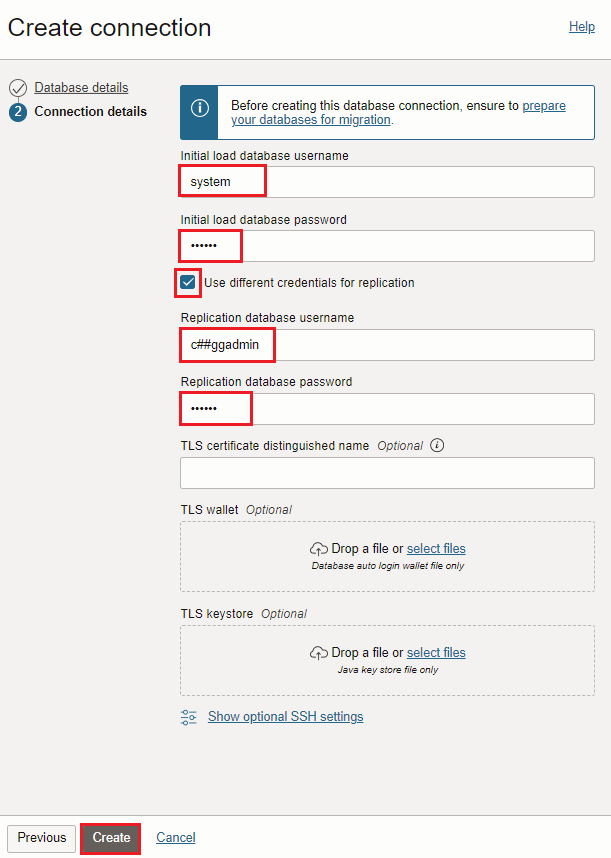 Create connection
Help
Database details
2
Connection details
Before creating this database connection, ensure to prepare
your databases for migration.
Initial load database username
system
Initial load database password
••••••
Use different credentials for replication
Replication database username
c##ggadmin
Replication database password
••••••
TLS certificate distinguished name Optional
TLS wallet Optional
Drop a file or select files
Database auto login wallet file only
TLS keystore Optional
Drop a file or select files
Java key store file only
Show optional SSH settings
Previous
Create
Cancel